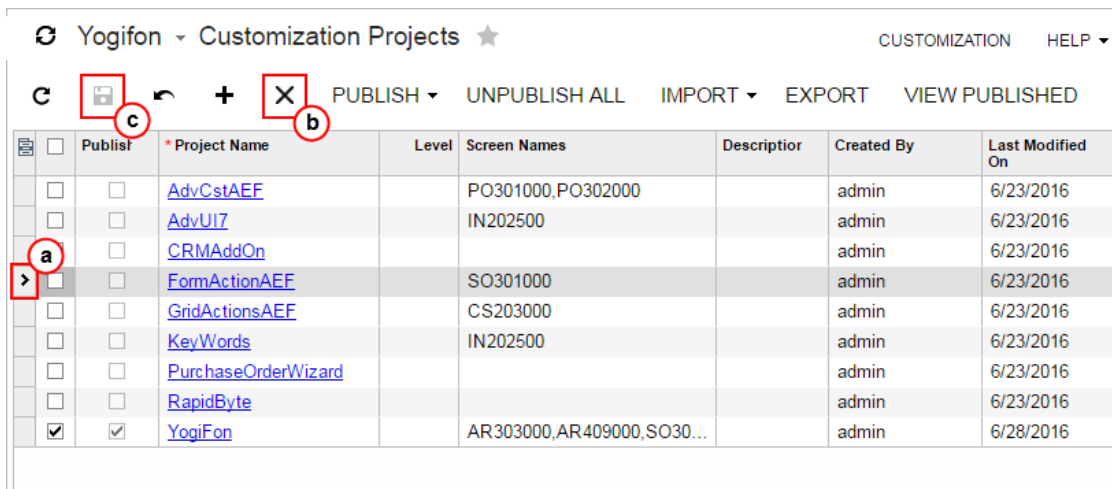 Yogifon Customization Projects CUSTOMIZATION HELP
PUBLISH UNPUBLISH ALL IMPORT EXPORT VIEW PUBLISHED
c b
Publish * Project Name Level Screen Names Description Created By Last Modified On
AdvCstAEF PO301000,PO302000 admin 6/23/2016
AdvUI7 IN202500 admin 6/23/2016
a CRMAddOn admin 6/23/2016
FormActionAEF SO301000 admin 6/23/2016
GridActionsAEF CS203000 admin 6/23/2016
KeyWords IN202500 admin 6/23/2016
PurchaseOrderWizard admin 6/23/2016
RapidByte admin 6/23/2016
YogiFon AR303000,AR409000,SO30... admin 6/28/2016